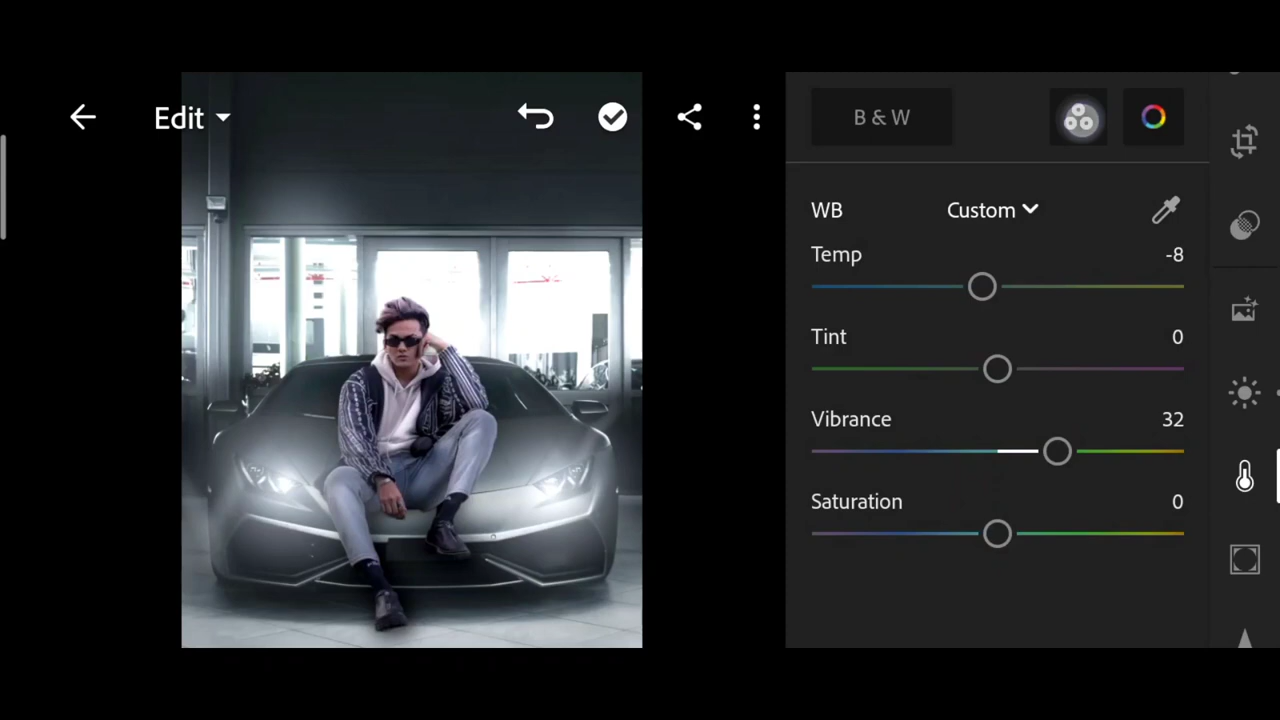 Edit
B & W
WB Custom
Temp -8
Tint 0
Vibrance 32
Saturation 0